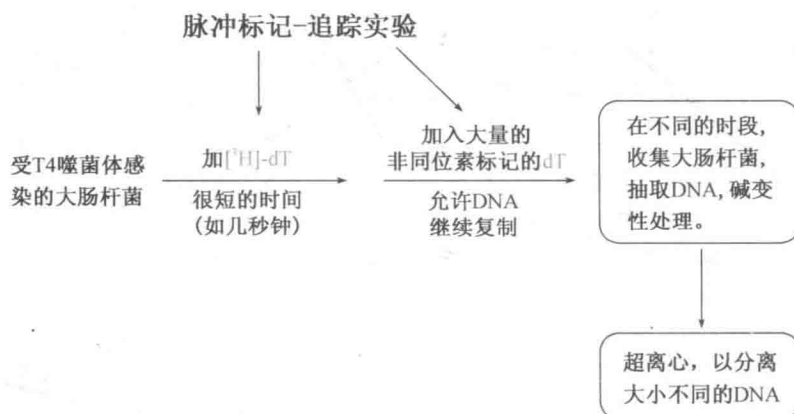 脉冲标记-追踪实验
受T4噬菌体感
染的大肠杆菌
加[³H]-dT
很短的时间
(如几秒钟)
加入大量的
非同位素标记的dT
允许DNA
继续复制
在不同的时段,
收集大肠杆菌,
抽取DNA, 碱变
性处理。
超离心，以分离
大小不同的DNA